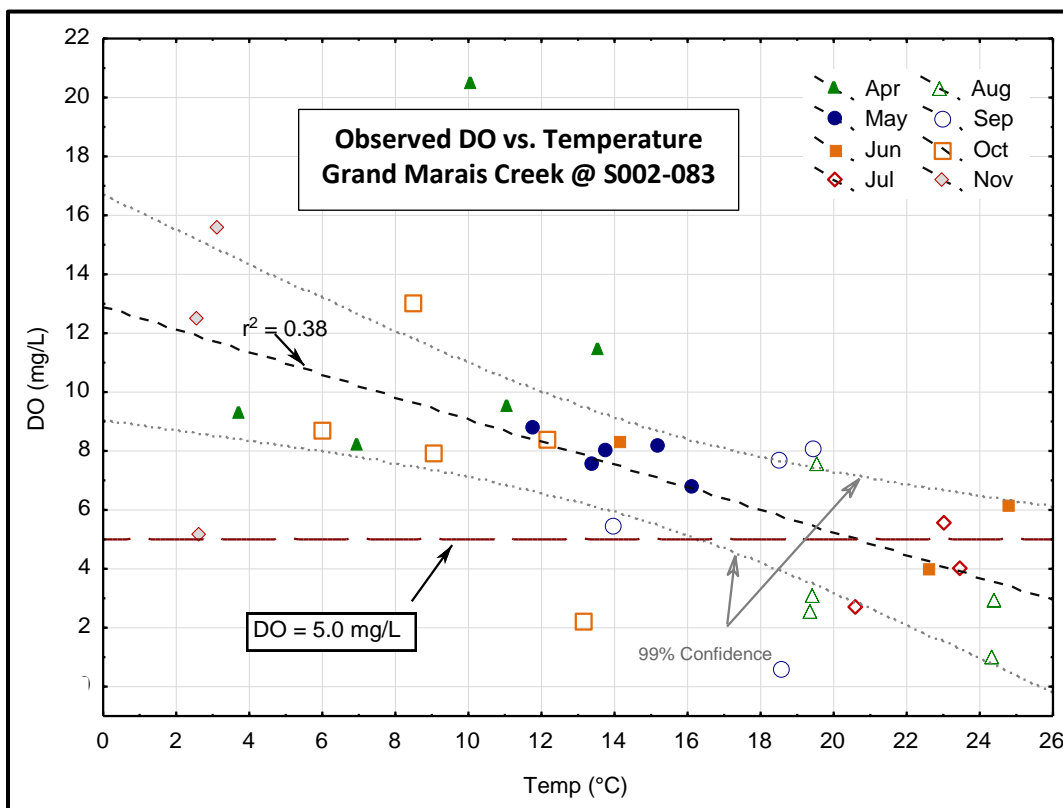 22
20
18
16
14
12
10
8
6
4
2
DO (mg/L)
Observed DO vs. Temperature
Grand Marais Creek @ S002-083
Apr
May
Jun
Jul
Aug
Sep
Oct
Nov
r² = 0.38
DO = 5.0 mg/L
99% Confidence
0 2 4 6 8 10 12 14 16 18 20 22 24 26
Temp (°C)